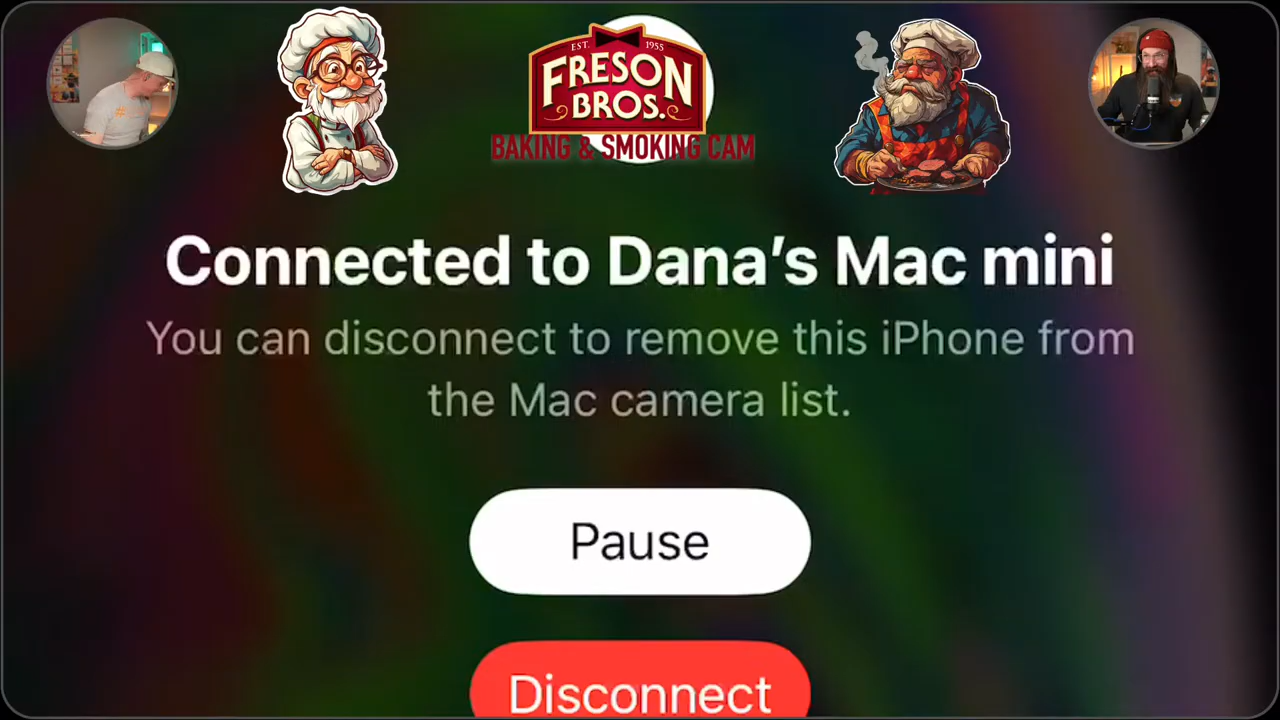 EST. 1955
FRESON
BROS.
BAKING & SMOKING CAM
Connected to Dana’s Mac mini
You can disconnect to remove this iPhone from
the Mac camera list.
Pause
Disconnect